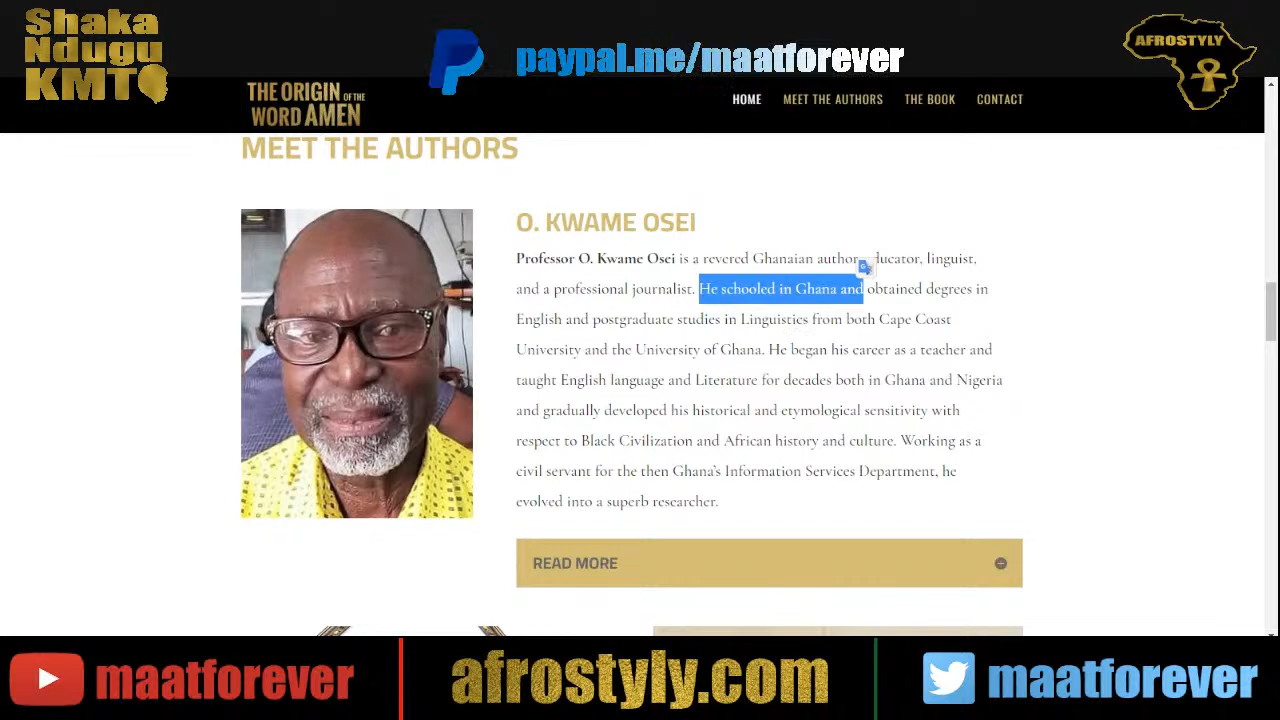 Shaka
Ndugu
KMT
paypal.me/maatforever
AFROSTYLY
THE ORIGIN OF THE
WORD AMEN
HOME
MEET THE AUTHORS
THE BOOK
CONTACT
MEET THE AUTHORS
O. KWAME OSEI
Professor O. Kwame Osei is a revered Ghanaian author, ducator, linguist,
and a professional journalist. He schooled in Ghana and obtained degrees in
English and postgraduate studies in Linguistics from both Cape Coast
University and the University of Ghana. He began his career as a teacher and
taught English language and Literature for decades both in Ghana and Nigeria
and gradually developed his historical and etymological sensitivity with
respect to Black Civilization and African history and culture. Working as a
civil servant for the then Ghana's Information Services Department, he
evolved into a superb researcher.
READ MORE
maatforever
afrostyly.com
maatforever